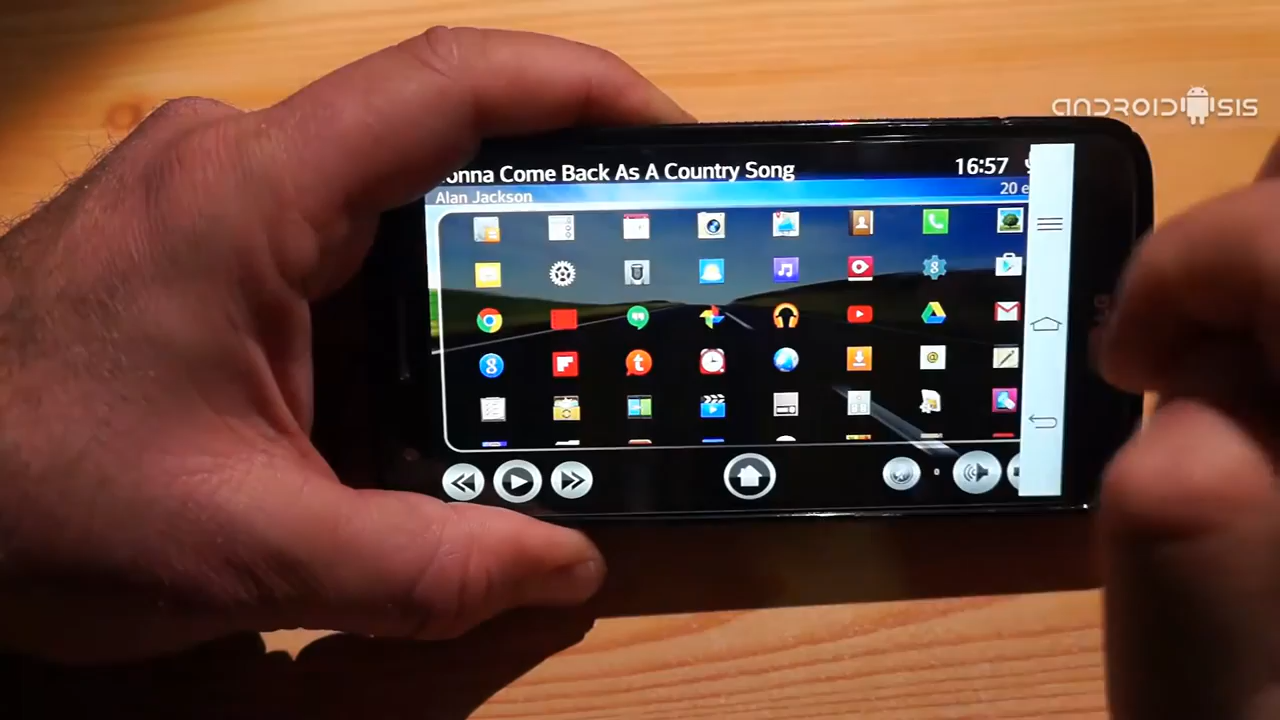 ANDROIDSIS
onna Come Back As A Country Song
16:57
Alan Jackson
20 e